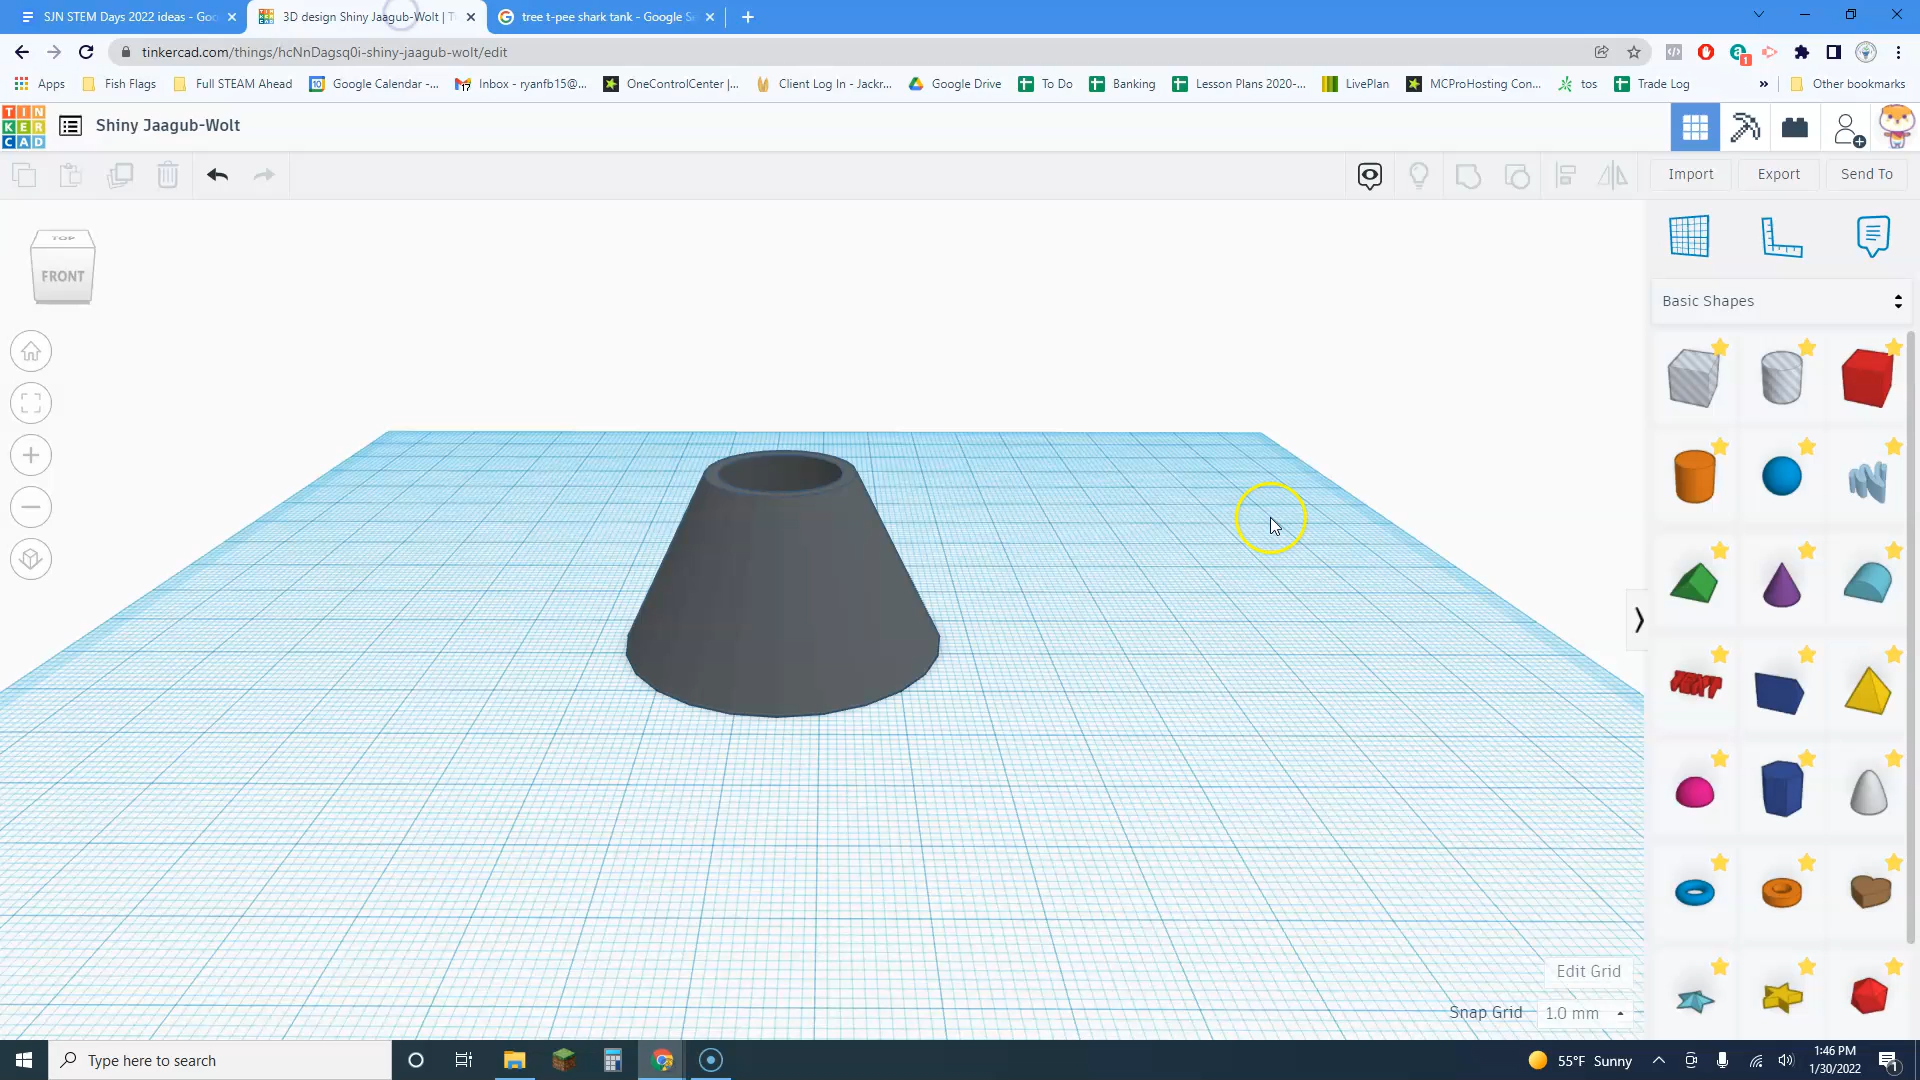 SJN STEM Days 2022 ideas - Goo
3D design Shiny Jaagub-Wolt | T
tree t-pee shark tank - Google Se
tinkercad.com/things/hcNnDagsq0i-shiny-jaagub-wolt/edit
Apps
Fish Flags
Full STEAM Ahead
Google Calendar -...
Inbox - ryanfb15@...
OneControlCenter |...
Client Log In - Jackr...
Google Drive
To Do
Banking
Lesson Plans 2020-...
LivePlan
MCProHosting Con...
tos
Trade Log
»
Other bookmarks
TIN
KER
CAD
Shiny Jaagub-Wolt
Import
Export
Send To
TOP
FRONT
Basic Shapes
TEXT
Edit Grid
Snap Grid 1.0 mm
Type here to search
55°F Sunny
1:46 PM
1/30/2022